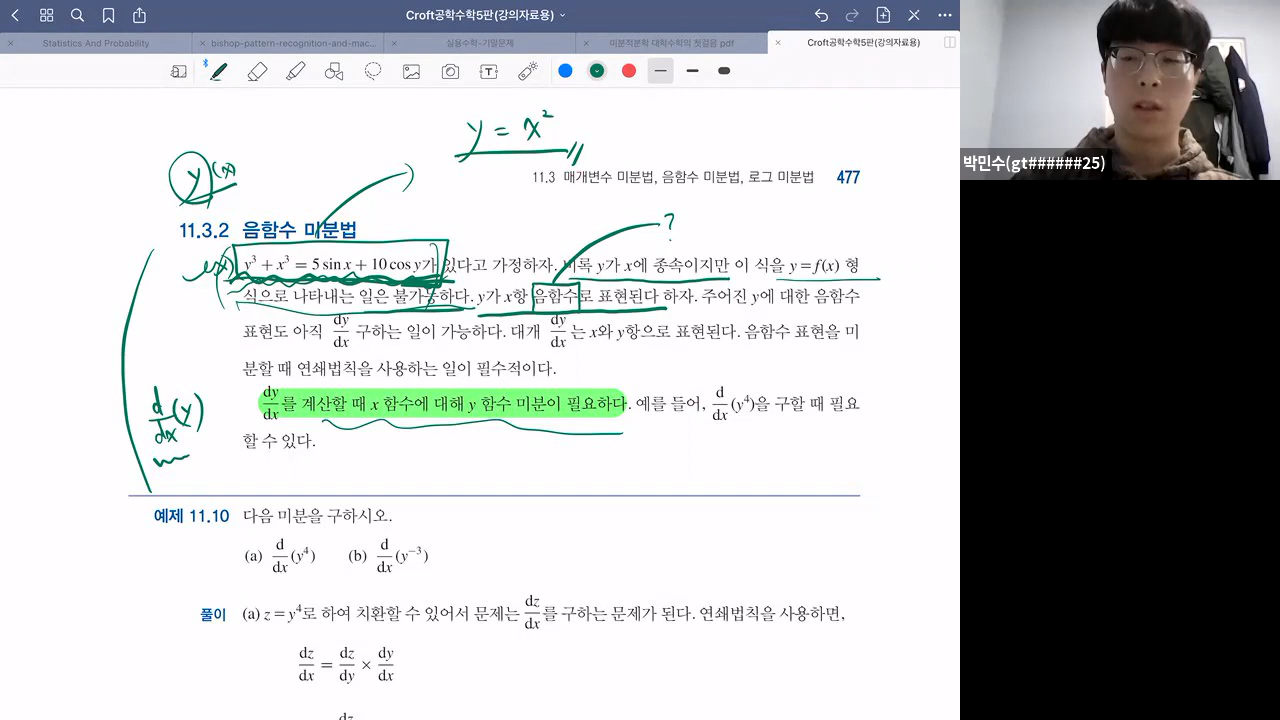 Croft공학수학5판(강의자료용)
Statistics And Probability
bishop-pattern-recognition-and-mac...
실용수학-기말문제
미분적분학 대학수학의 첫걸음.pdf
Croft공학수학5판(강의자료용)
y = x²
y(x)
11.3 매개변수 미분법, 음함수 미분법, 로그 미분법 477
11.3.2 음함수 미분법
?
ex) y³ + x³ = 5 sin x + 10 cos y가 있다고 가정하자. 비록 y가 x에 종속이지만 이 식을 y = f(x) 형
식으로 나타내는 일은 불가능하다. y가 x항 음함수로 표현된다 하자. 주어진 y에 대한 음함수
표현도 아직 dy/dx 구하는 일이 가능하다. 대개 dy/dx는 x와 y항으로 표현된다. 음함수 표현을 미
분할 때 연쇄법칙을 사용하는 일이 필수적이다.
dy/dx를 계산할 때 x 함수에 대해 y 함수 미분이 필요하다. 예를 들어, d/dx(y⁴)을 구할 때 필요
d/dx(y)
할 수 있다.
예제 11.10 다음 미분을 구하시오.
(a) d/dx(y⁴) (b) d/dx(y⁻³)
풀이 (a) z = y⁴로 하여 치환할 수 있어서 문제는 dz/dx를 구하는 문제가 된다. 연쇄법칙을 사용하면,
dz/dx = dz/dy × dy/dx
dz
박민수(gt######25)